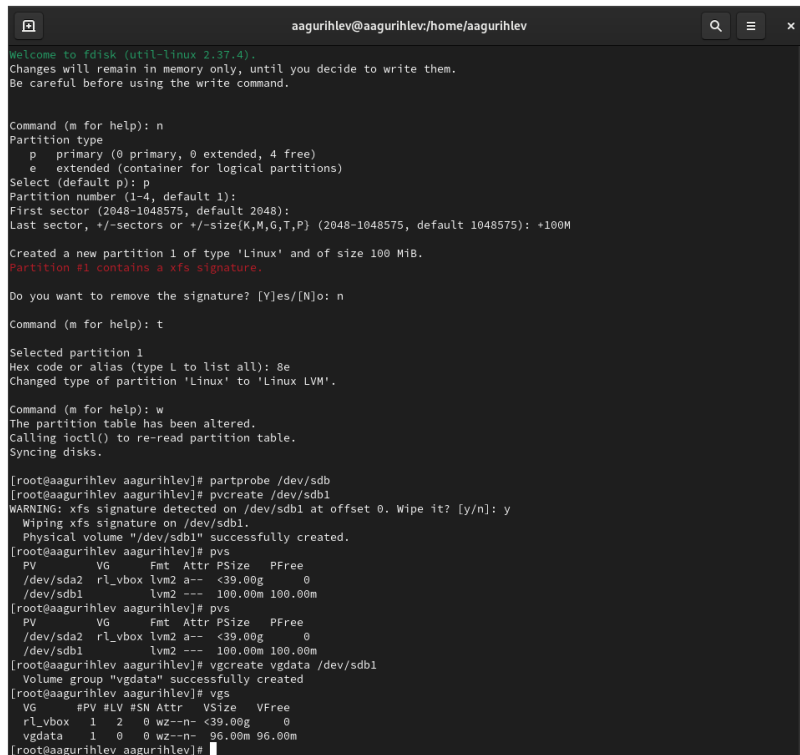 aagurihlev@aagurihlev:/home/aagurihlev
Welcome to fdisk (util-linux 2.37.4).
Changes will remain in memory only, until you decide to write them.
Be careful before using the write command.
Command (m for help): n
Partition type
   p   primary (0 primary, 0 extended, 4 free)
   e   extended (container for logical partitions)
Select (default p): p
Partition number (1-4, default 1):
First sector (2048-1048575, default 2048):
Last sector, +/-sectors or +/-size{K,M,G,T,P} (2048-1048575, default 1048575): +100M
Created a new partition 1 of type 'Linux' and of size 100 MiB.
Partition #1 contains a xfs signature.
Do you want to remove the signature? [Y]es/[N]o: n
Command (m for help): t
Selected partition 1
Hex code or alias (type L to list all): 8e
Changed type of partition 'Linux' to 'Linux LVM'.
Command (m for help): w
The partition table has been altered.
Calling ioctl() to re-read partition table.
Syncing disks.
[root@aagurihlev aagurihlev]# partprobe /dev/sdb
[root@aagurihlev aagurihlev]# pvcreate /dev/sdb1
WARNING: xfs signature detected on /dev/sdb1 at offset 0. Wipe it? [y/n]: y
  Wiping xfs signature on /dev/sdb1.
  Physical volume "/dev/sdb1" successfully created.
[root@aagurihlev aagurihlev]# pvs
  PV         VG      Fmt  Attr PSize   PFree
  /dev/sda2  rl_vbox lvm2 a--  <39.00g      0
  /dev/sdb1          lvm2 ---  100.00m 100.00m
[root@aagurihlev aagurihlev]# pvs
  PV         VG      Fmt  Attr PSize   PFree
  /dev/sda2  rl_vbox lvm2 a--  <39.00g      0
  /dev/sdb1          lvm2 ---  100.00m 100.00m
[root@aagurihlev aagurihlev]# vgcreate vgdata /dev/sdb1
  Volume group "vgdata" successfully created
[root@aagurihlev aagurihlev]# vgs
  VG      #PV #LV #SN Attr   VSize   VFree
  rl_vbox   1   2   0 wz--n- <39.00g     0
  vgdata    1   0   0 wz--n-  96.00m 96.00m
[root@aagurihlev aagurihlev]#